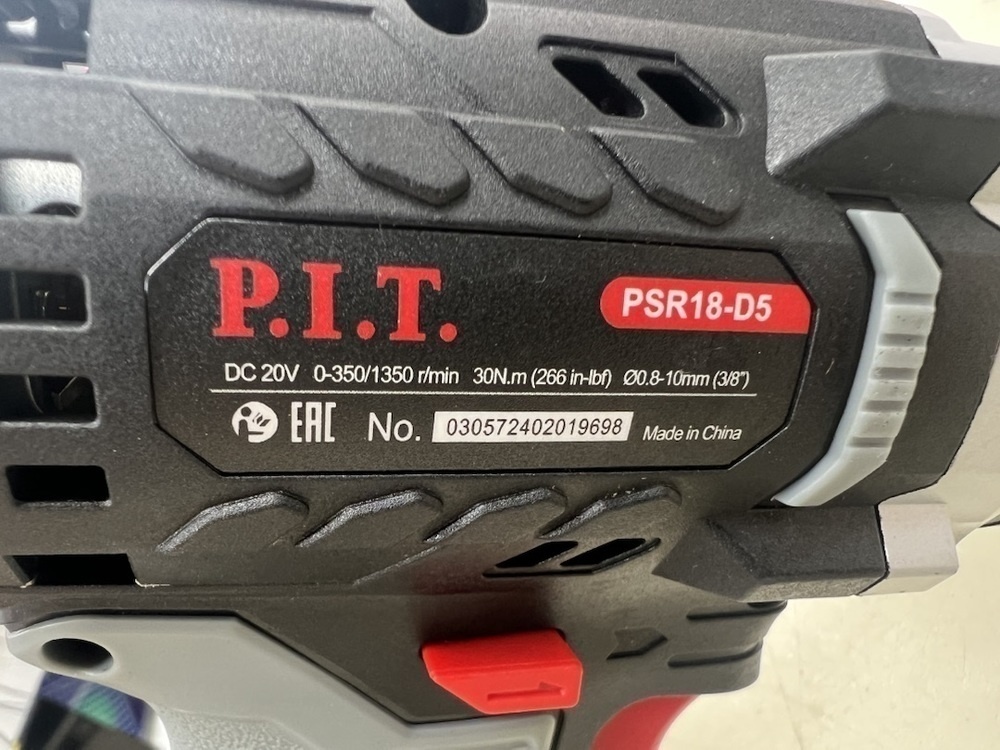 P.I.T.
PSR18-D5
DC 20V 0-350/1350 r/min 30N.m (266 in-lbf) Ø0.8-10mm (3/8")
EAC No. 030572402019698 Made in China